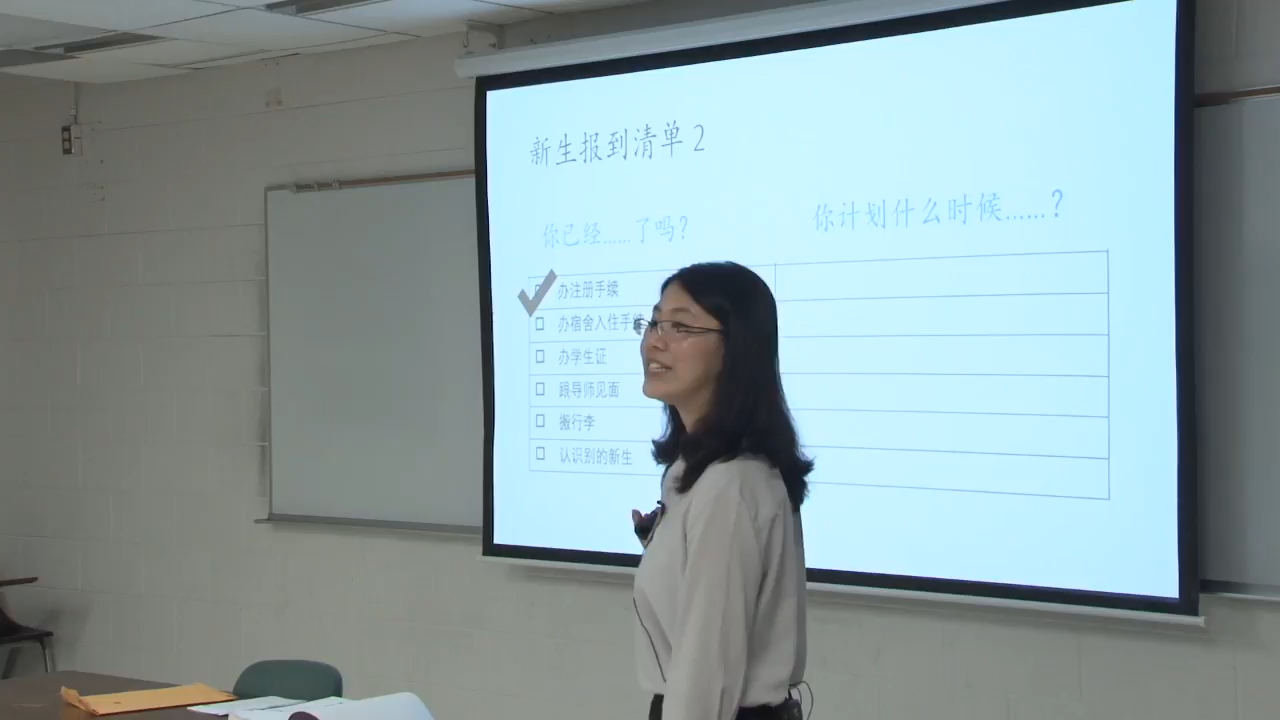 新生报到清单 2
你已经……了吗?
你计划什么时候……?
办注册手续
办宿舍入住手续
办学生证
跟导师见面
搬行李
认识别的新生